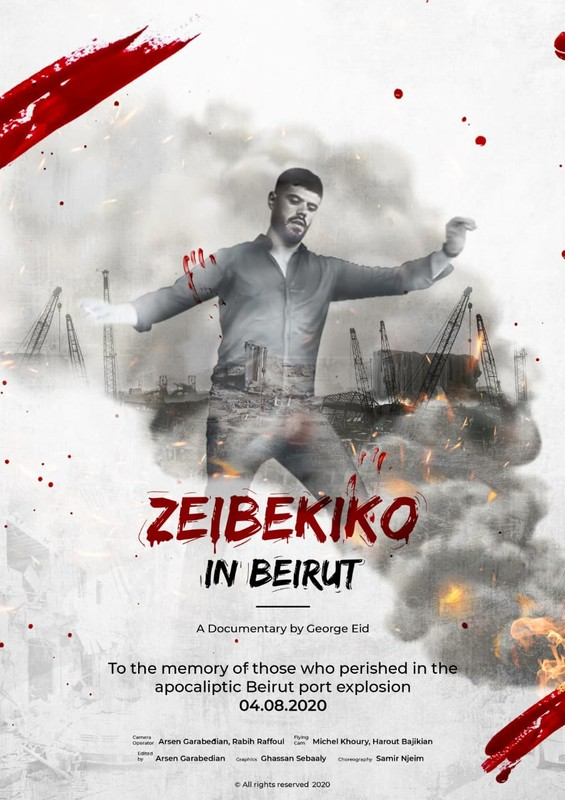 ZEIBEKIKO
IN BEIRUT
A Documentary by George Eid
To the memory of those who perished in the
apocaliptic Beirut port explosion
04.08.2020
Camera Operator Arsen Garabedian, Rabih Raffoul Flying Cam Michel Khoury, Harout Bajikian
Edited by Arsen Garabedian Graphics Ghassan Sebaaly Choreography Samir Njeim
© All rights reserved 2020